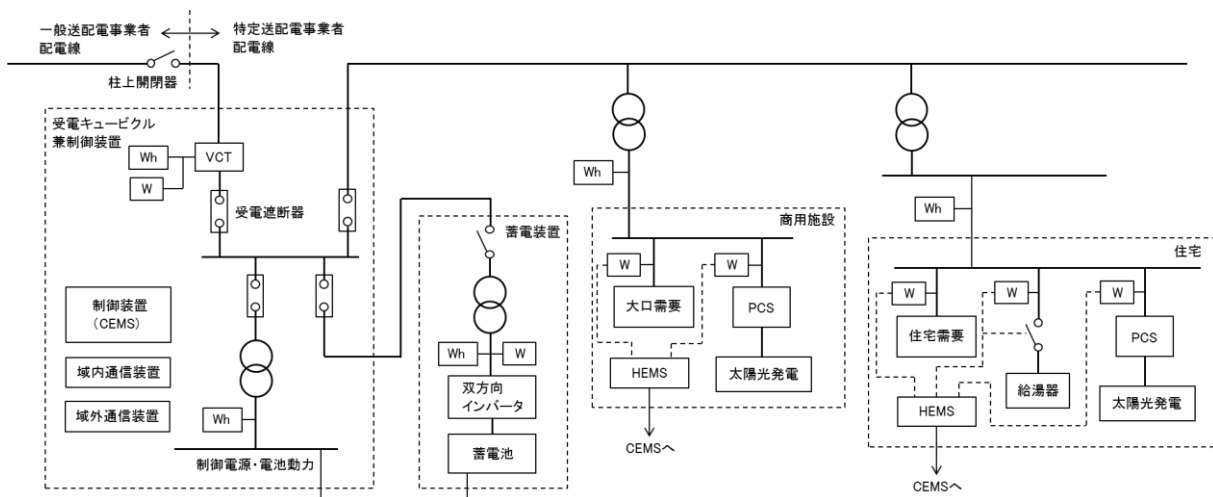 一般送配電事業者
配電線
特定送配電事業者
配電線
柱上開閉器
受電キュービクル
兼制御装置
Wh
VCT
W
受電遮断器
制御装置
(CEMS)
域内通信装置
域外通信装置
Wh
制御電源・電池動力
蓄電装置
Wh
W
双方向
インバータ
蓄電池
Wh
商用施設
W
W
大口需要
PCS
HEMS
太陽光発電
CEMSへ
Wh
住宅
W
W
W
住宅需要
PCS
給湯器
HEMS
太陽光発電
CEMSへ